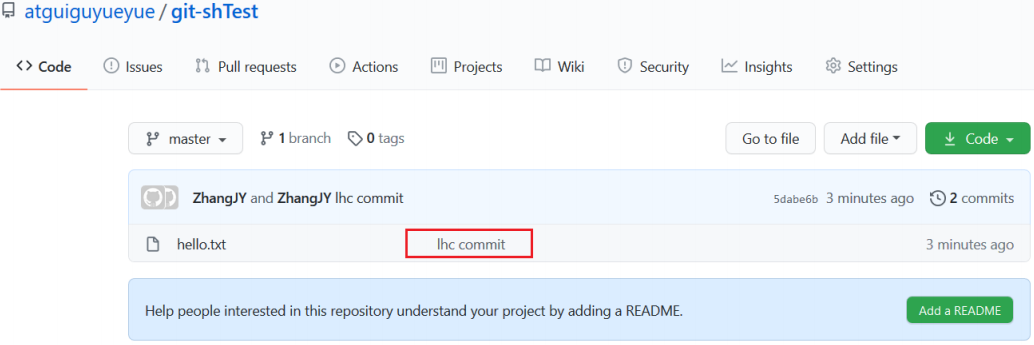 atguiguyueyue / git-shTest
Code Issues Pull requests Actions Projects Wiki Security Insights Settings
master 1 branch 0 tags Go to file Add file Code
ZhangJY and ZhangJY lhc commit 5dabe6b 3 minutes ago 2 commits
hello.txt lhc commit 3 minutes ago
Help people interested in this repository understand your project by adding a README. Add a README